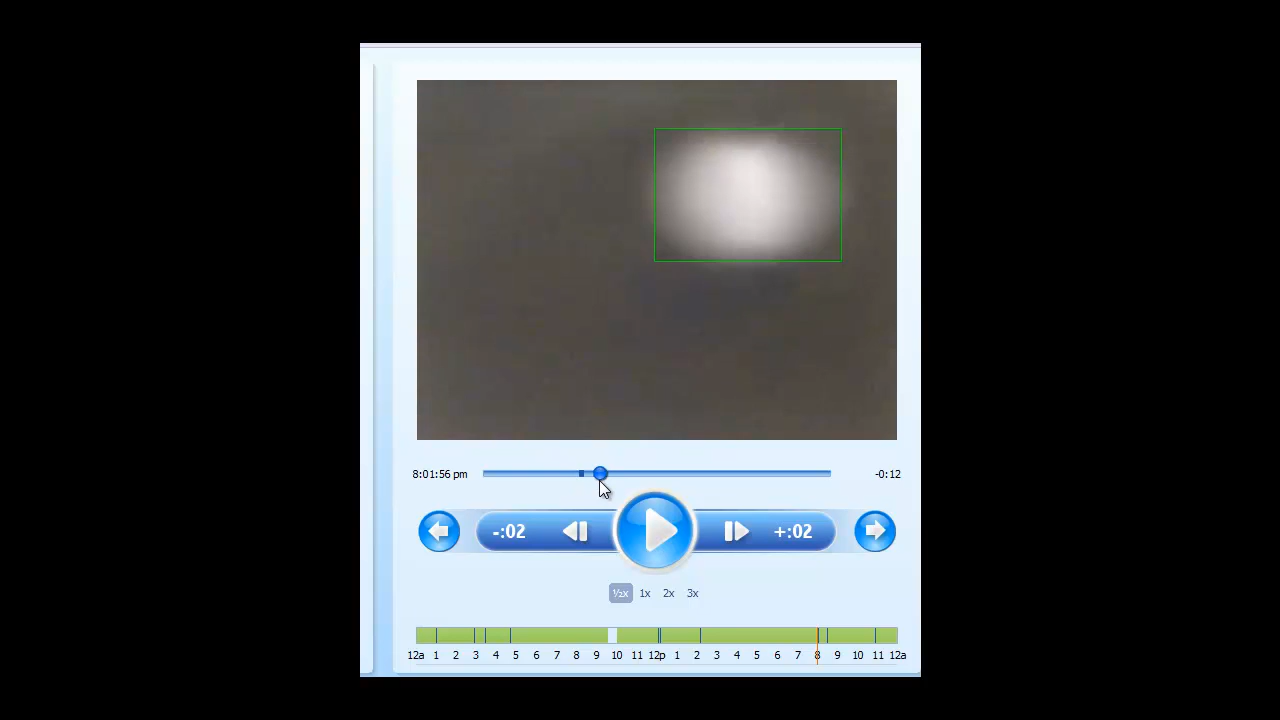 8:01:56 pm -0:12
-:02 +:02
½x 1x 2x 3x
12a 1 2 3 4 5 6 7 8 9 10 11 12p 1 2 3 4 5 6 7 8 9 10 11 12a